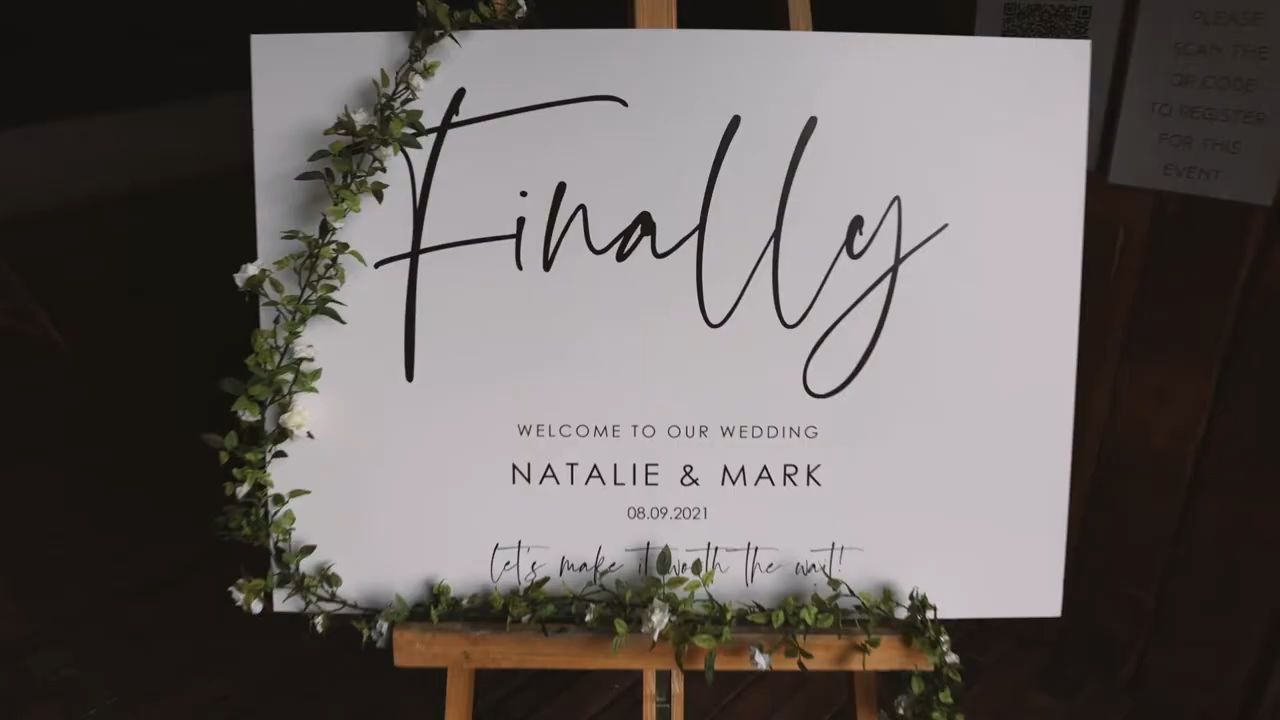 Finally
WELCOME TO OUR WEDDING
NATALIE & MARK
08.09.2021
let's make it worth the wait!
PLEASE
SCAN THE
QR CODE
TO REGISTER
FOR THIS
EVENT